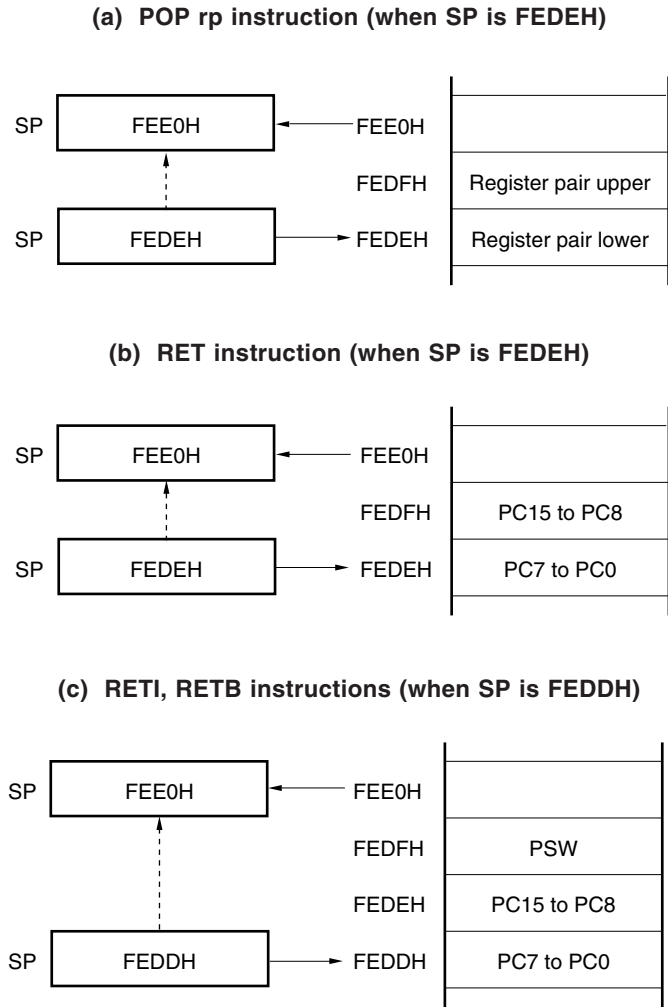 (a) POP rp instruction (when SP is FEDEH)
SP FEE0H FEE0H
FEDFH Register pair upper
SP FEDEH FEDEH Register pair lower
(b) RET instruction (when SP is FEDEH)
SP FEE0H FEE0H
FEDFH PC15 to PC8
SP FEDEH FEDEH PC7 to PC0
(c) RETI, RETB instructions (when SP is FEDDH)
SP FEE0H FEE0H
FEDFH PSW
FEDEH PC15 to PC8
SP FEDDH FEDDH PC7 to PC0